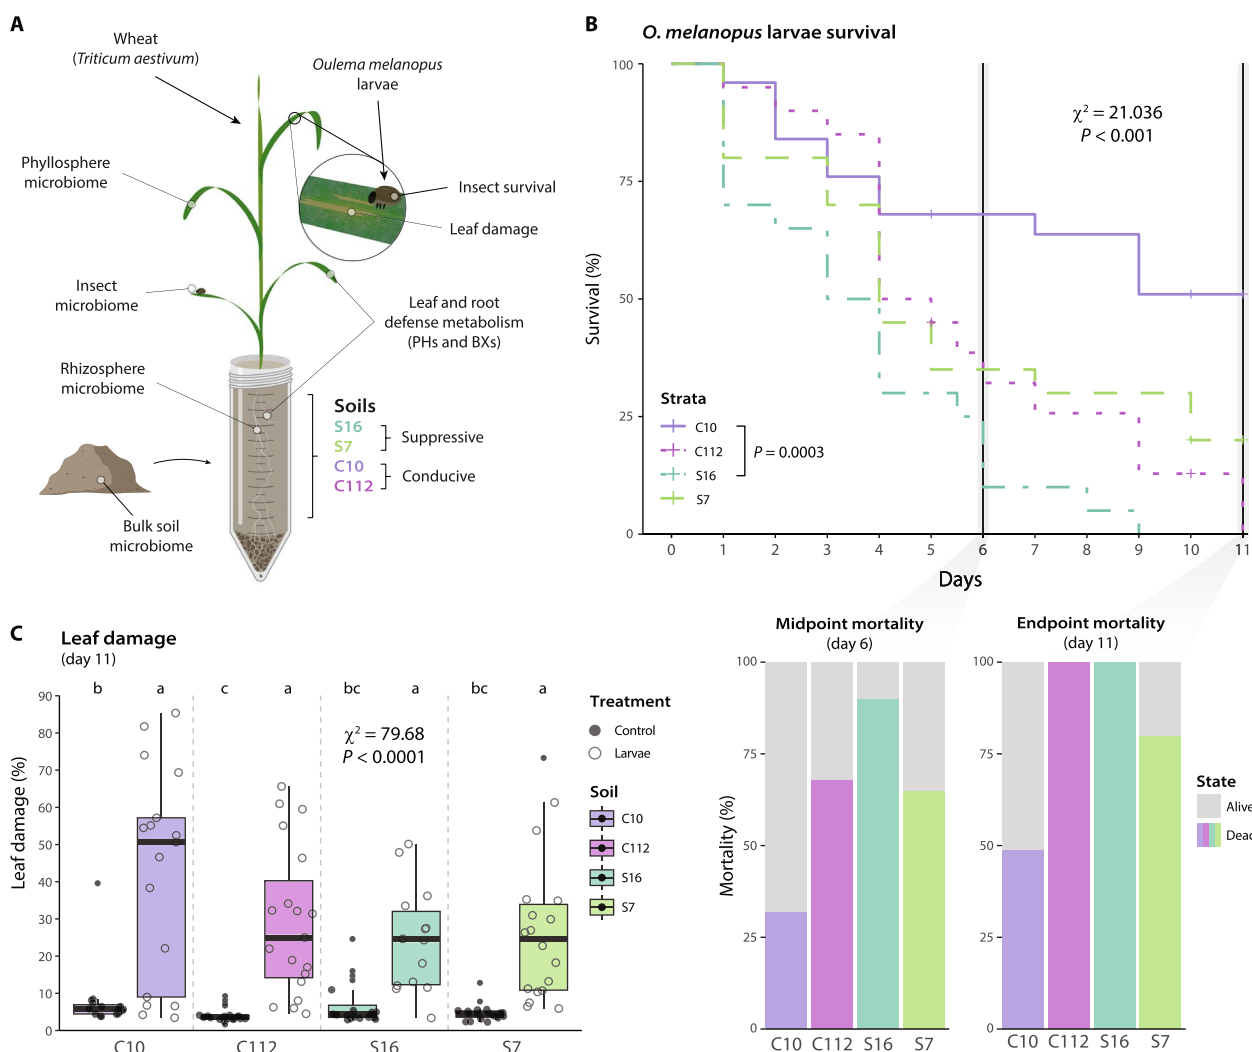 A
Wheat
(Triticum aestivum)
Oulema melanopus
larvae
Phyllosphere
microbiome
Insect survival
Leaf damage
Insect
microbiome
Leaf and root
defense metabolism
(PHs and BXs)
Rhizosphere
microbiome
Soils
S16
S7
Suppressive
C10
C112
Conducive
Bulk soil
microbiome
B
O. melanopus larvae survival
χ² = 21.036
P < 0.001
Survival (%)
100
75
50
25
0
Strata
C10
C112
S16
S7
P = 0.0003
0 1 2 3 4 5 6 7 8 9 10 11
Days
Midpoint mortality
(day 6)
Mortality (%)
100
75
50
25
0
C10 C112 S16 S7
Endpoint mortality
(day 11)
100
75
50
25
0
C10 C112 S16 S7
State
Alive
Dead
C
Leaf damage
(day 11)
b a c a bc a bc a
χ² = 79.68
P < 0.0001
Leaf damage (%)
90
80
70
60
50
40
30
20
10
0
C10 C112 S16 S7
Treatment
Control
Larvae
Soil
C10
C112
S16
S7